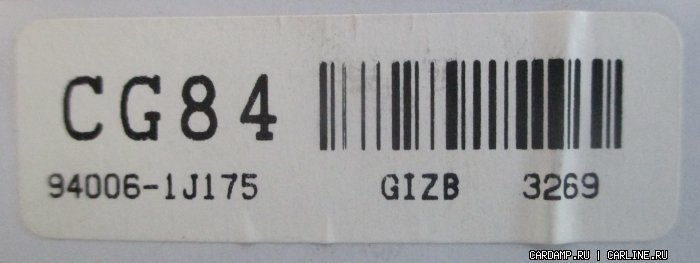 CG84
94006-1J175 GIZB 3269
CARDAMP.RU | CARLINE.RU